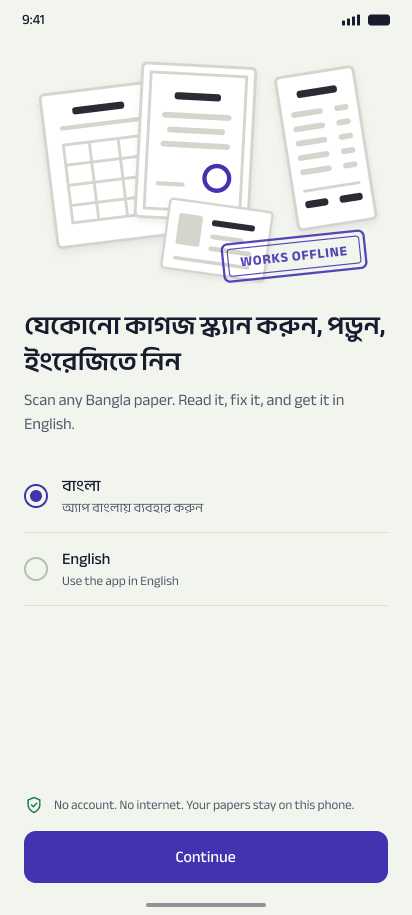 9:41
WORKS OFFLINE
যেকোনো কাগজ স্ক্যান করুন, পড়ুন,
ইংরেজিতে নিন
Scan any Bangla paper. Read it, fix it, and get it in
English.
বাংলা
অ্যাপ বাংলায় ব্যবহার করুন
English
Use the app in English
No account. No internet. Your papers stay on this phone.
Continue